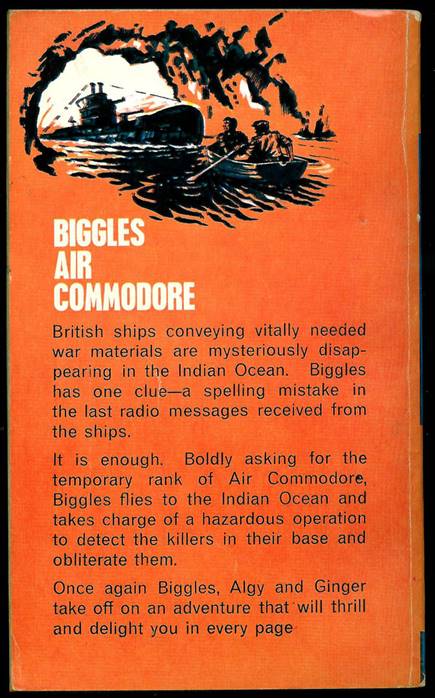 BIGGLES
AIR
COMMODORE
British ships conveying vitally needed
war materials are mysteriously disap-
pearing in the Indian Ocean. Biggles
has one clue—a spelling mistake in
the last radio messages received from
the ships.
It is enough. Boldly asking for the
temporary rank of Air Commodore,
Biggles flies to the Indian Ocean and
takes charge of a hazardous operation
to detect the killers in their base and
obliterate them.
Once again Biggles, Algy and Ginger
take off on an adventure that will thrill
and delight you in every page